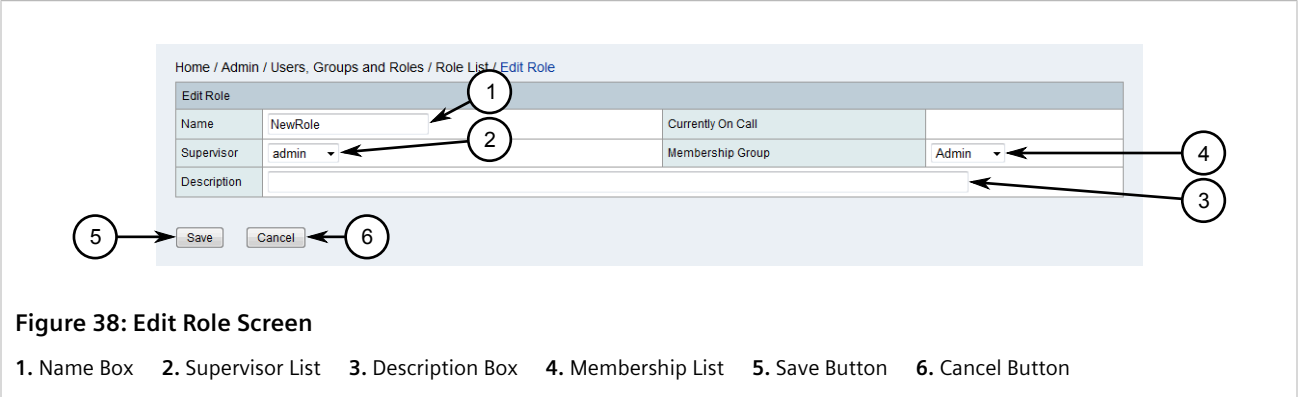 Home / Admin / Users, Groups and Roles / Role List / Edit Role
Edit Role
1
Name NewRole Currently On Call
2
Supervisor admin Membership Group Admin 4
Description
3
5 Save Cancel 6
Figure 38: Edit Role Screen
1. Name Box 2. Supervisor List 3. Description Box 4. Membership List 5. Save Button 6. Cancel Button